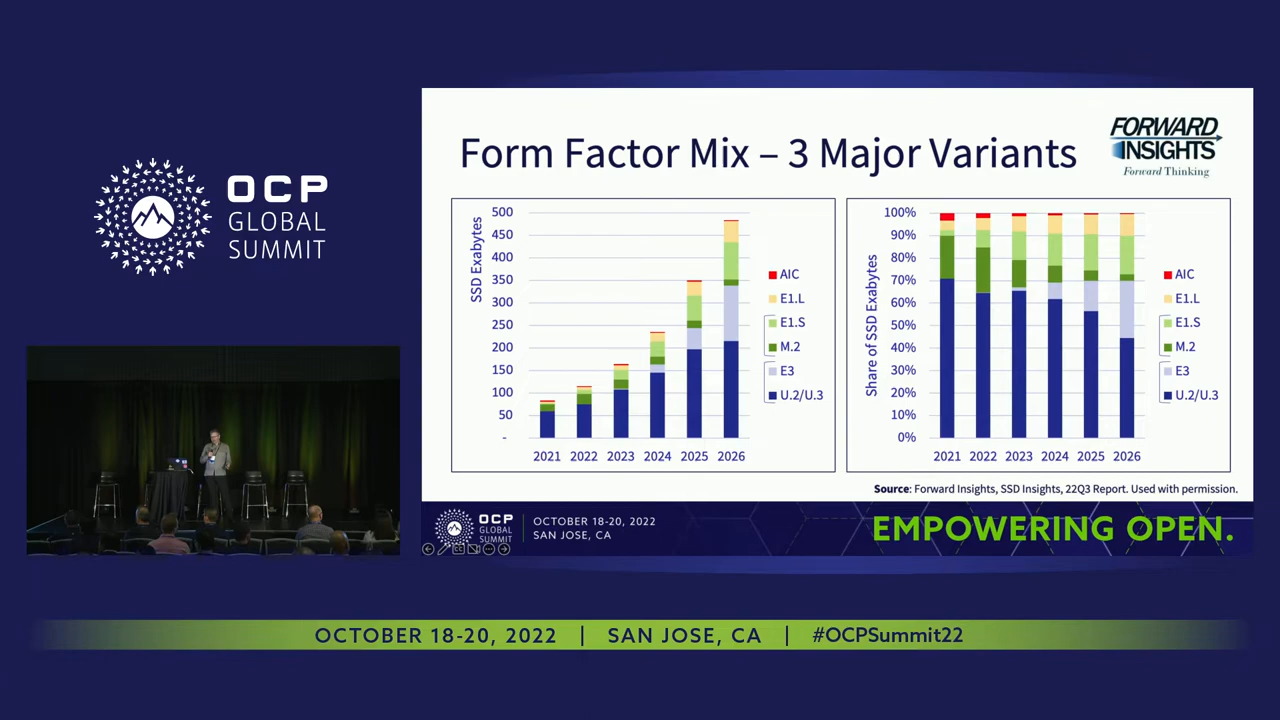 OCP
GLOBAL
SUMMIT
Form Factor Mix – 3 Major Variants
FORWARD
INSIGHTS
Forward Thinking
SSD Exabytes
500
450
400
350
300
250
200
150
100
50
-
2021 2022 2023 2024 2025 2026
AIC
E1.L
E1.S
M.2
E3
U.2/U.3
Share of SSD Exabytes
100%
90%
80%
70%
60%
50%
40%
30%
20%
10%
0%
2021 2022 2023 2024 2025 2026
AIC
E1.L
E1.S
M.2
E3
U.2/U.3
Source: Forward Insights, SSD Insights, 22Q3 Report. Used with permission.
OCP
GLOBAL
SUMMIT
OCTOBER 18-20, 2022
SAN JOSE, CA
EMPOWERING OPEN.
OCTOBER 18-20, 2022 | SAN JOSE, CA | #OCPSummit22